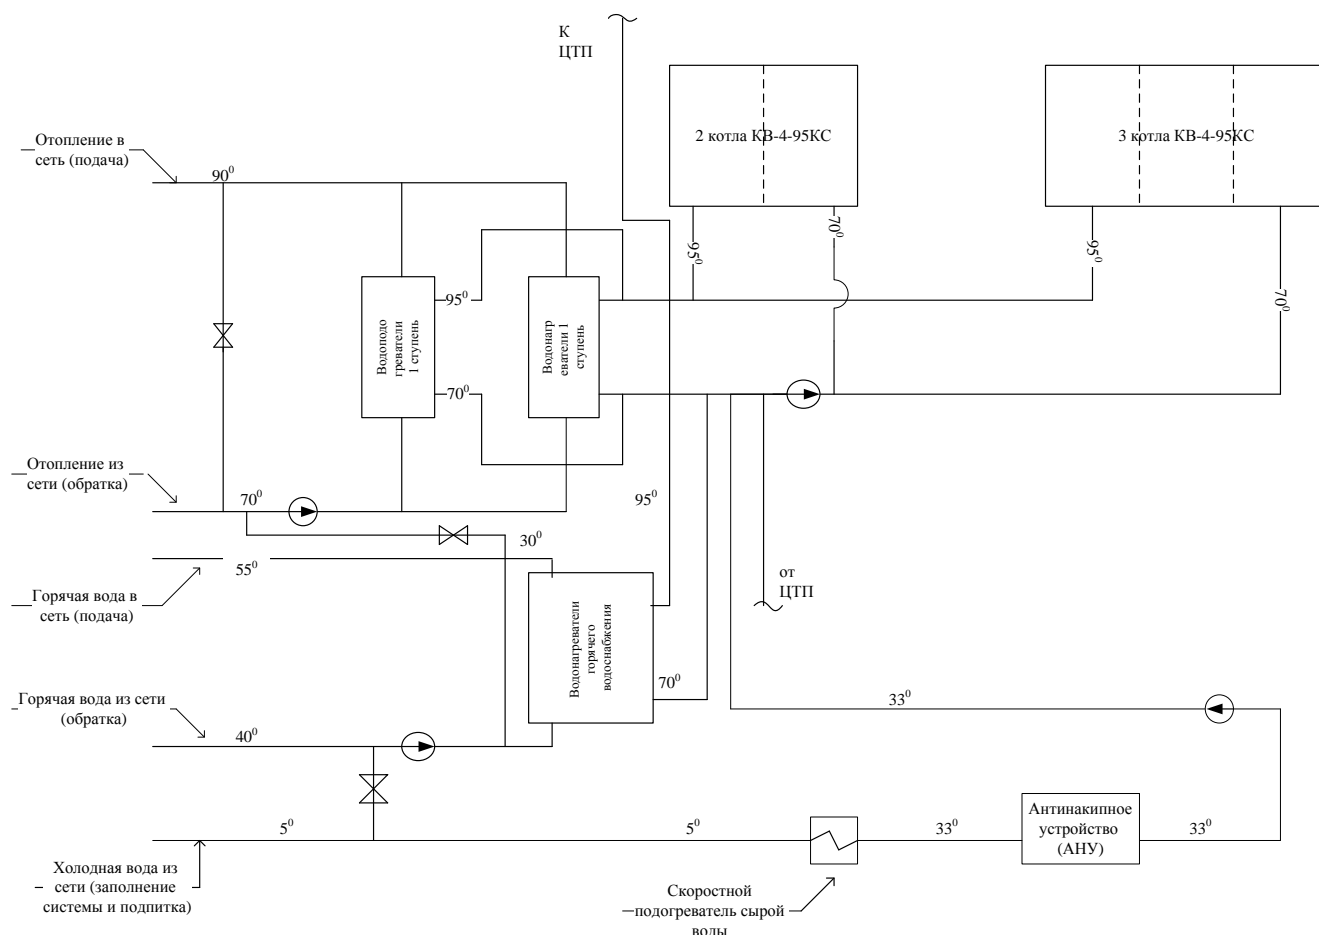 К
ЦТП
2 котла КВ-4-95КС
3 котла КВ-4-95КС
Отопление в
сеть (подача)
90⁰
70⁰
95⁰
95⁰
70⁰
Водоподо
греватели
1 ступень
95⁰
70⁰
Водонагр
еватели 1
ступень
Отопление из
сети (обратка)
70⁰
95⁰
30⁰
55⁰
от
ЦТП
Горячая вода в
сеть (подача)
Водонагреватели
горячего
водоснабжения
70⁰
33⁰
Горячая вода из сети
(обратка)
40⁰
5⁰
5⁰
33⁰
Антинакипное
устройство
(АНУ)
33⁰
Холодная вода из
сети (заполнение
системы и подпитка)
Скоростной
подогреватель сырой
воды